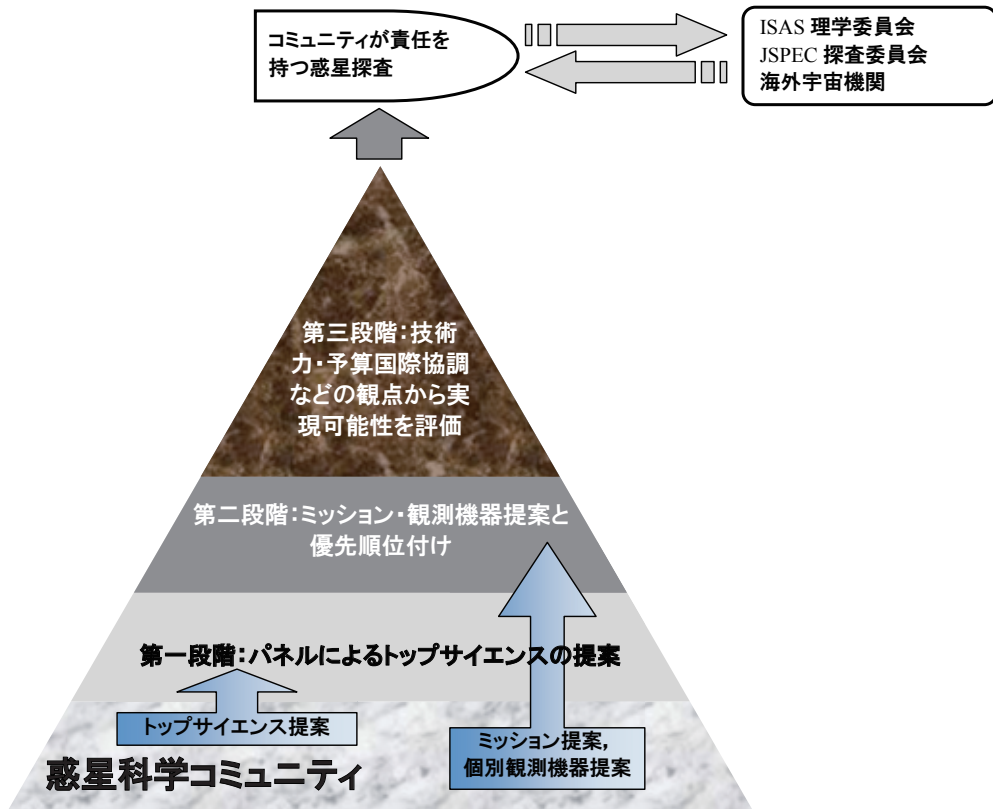 コミュニティが責任を
持つ惑星探査
ISAS 理学委員会
JSPEC 探査委員会
海外宇宙機関
第三段階：技術
力・予算国際協調
などの観点から実
現可能性を評価
第二段階：ミッション・観測機器提案と
優先順位付け
第一段階：パネルによるトップサイエンスの提案
トップサイエンス提案
ミッション提案，
個別観測機器提案
惑星科学コミュニティ